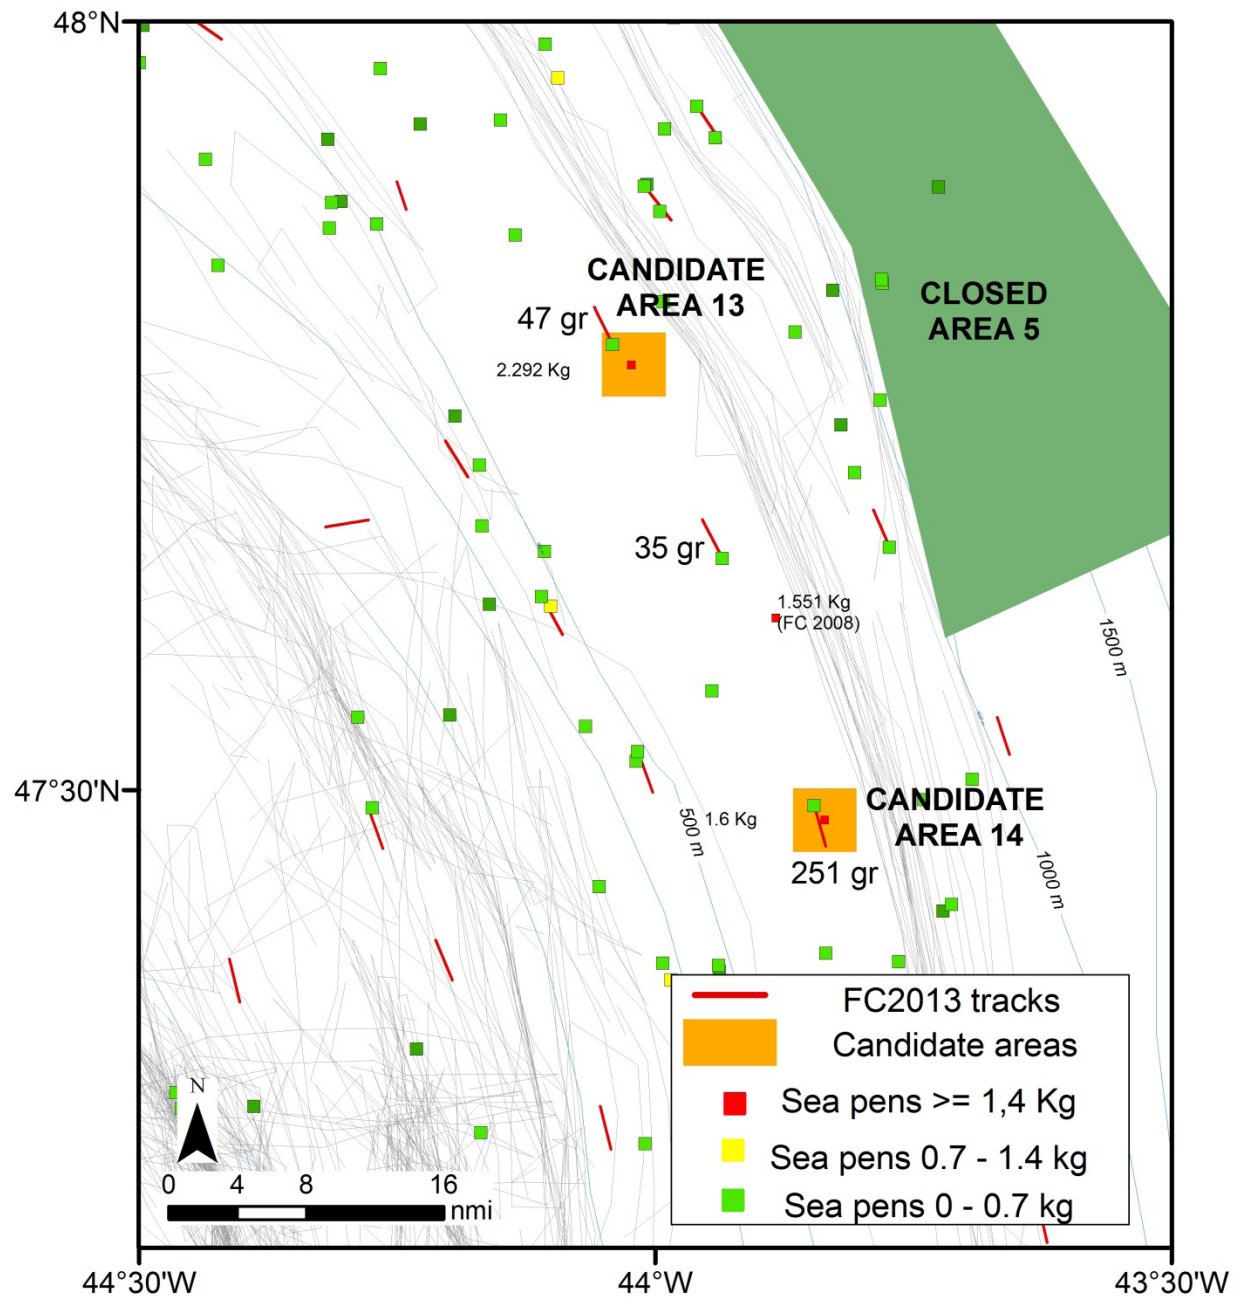 48°N
CANDIDATE
AREA 13
CLOSED
AREA 5
47 gr
2.292 Kg
35 gr
1.551 Kg
(FC 2008)
1500 m
47°30'N
CANDIDATE
AREA 14
1.6 Kg
500 m
251 gr
1000 m
FC2013 tracks
Candidate areas
Sea pens >= 1,4 Kg
Sea pens 0.7 - 1.4 kg
Sea pens 0 - 0.7 kg
N
0 4 8 16
nmi
44°30'W 44°W 43°30'W